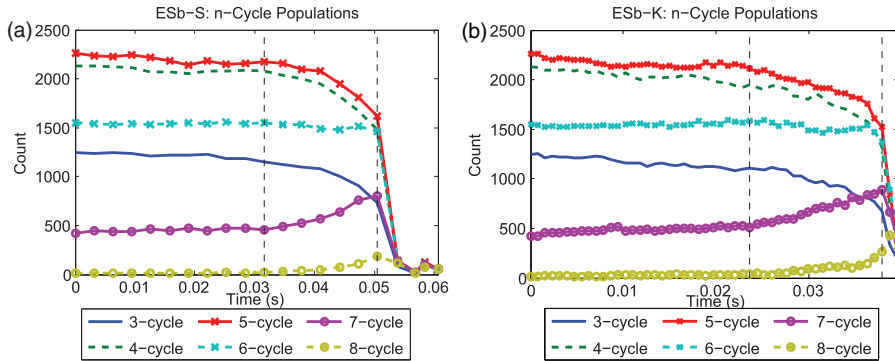 (a)
ESb-S: n-Cycle Populations
2500
2000
1500
1000
500
0
Count
0
0.01
0.02
0.03
0.04
0.05
0.06
Time (s)
3-cycle
5-cycle
7-cycle
4-cycle
6-cycle
8-cycle
(b)
ESb-K: n-Cycle Populations
2500
2000
1500
1000
500
0
Count
0
0.01
0.02
0.03
Time (s)
3-cycle
5-cycle
7-cycle
4-cycle
6-cycle
8-cycle